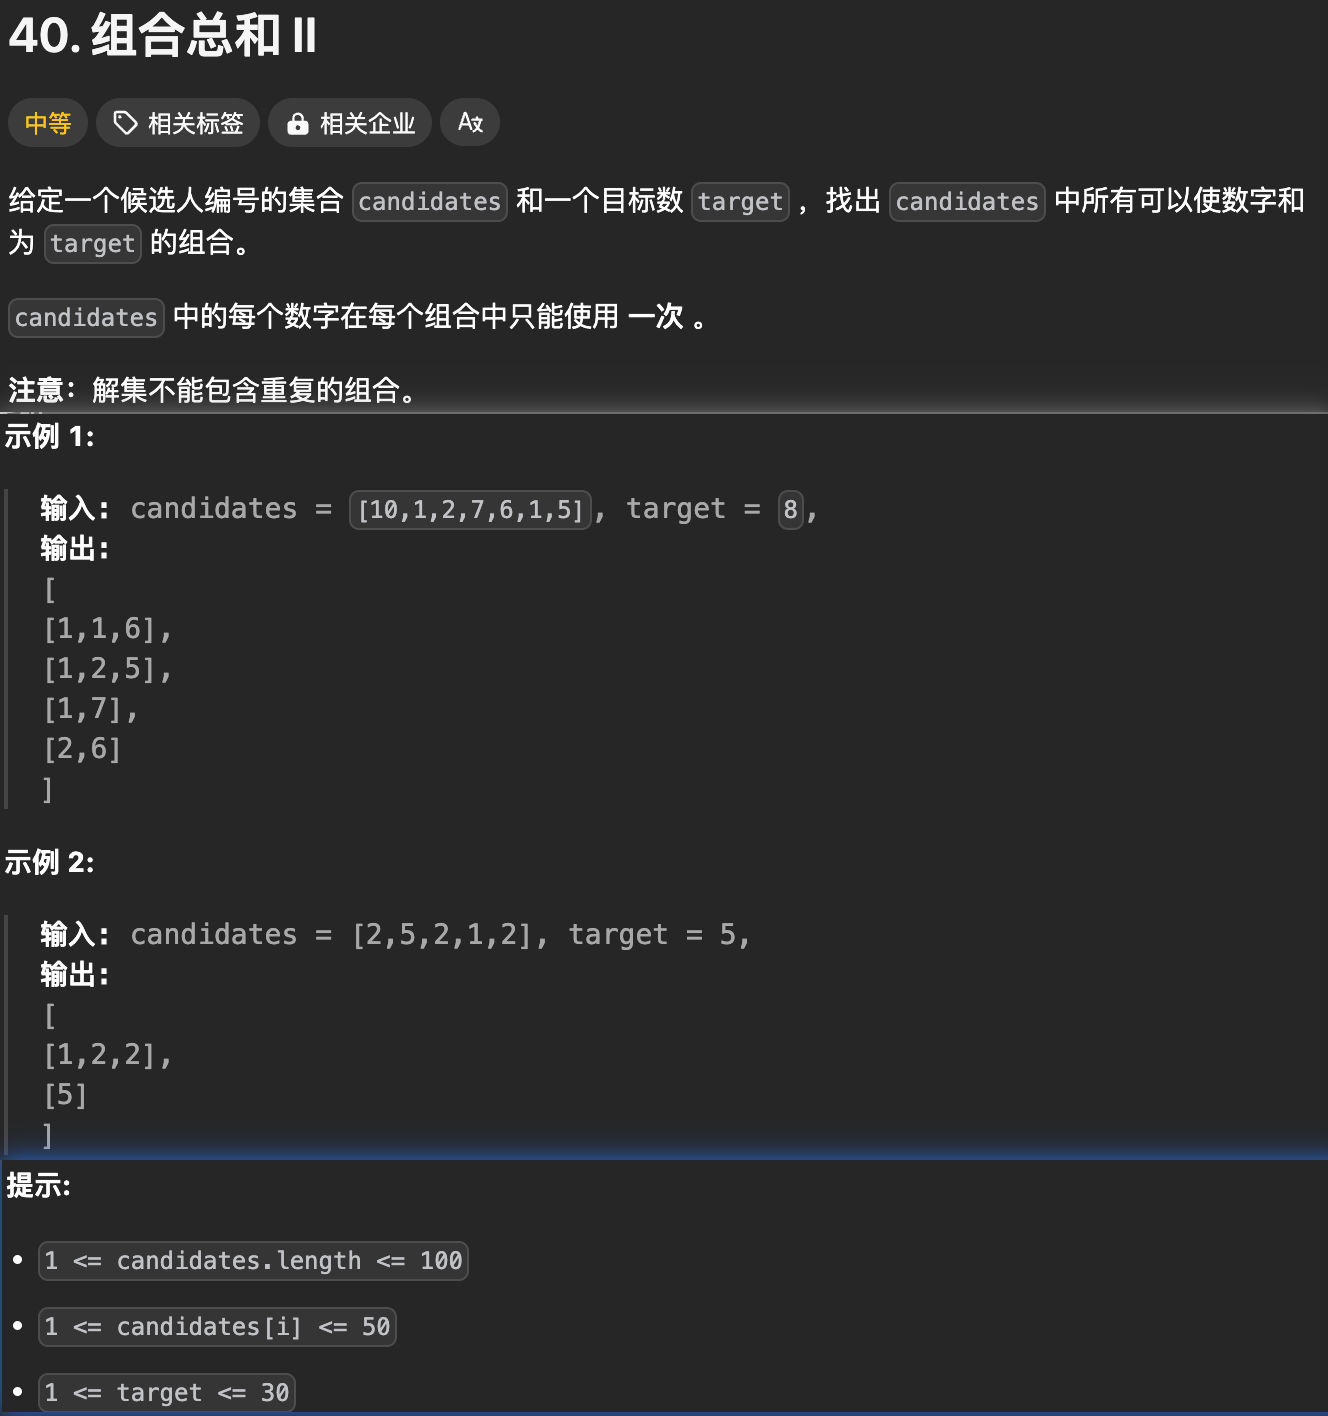 40. 组合总和 II
中等 相关标签 相关企业
给定一个候选人编号的集合 candidates 和一个目标数 target ，找出 candidates 中所有可以使数字和
为 target 的组合。
candidates 中的每个数字在每个组合中只能使用 一次 。
注意：解集不能包含重复的组合。
示例 1:
输入: candidates = [10,1,2,7,6,1,5], target = 8,
输出:
[
[1,1,6],
[1,2,5],
[1,7],
[2,6]
]
示例 2:
输入: candidates = [2,5,2,1,2], target = 5,
输出:
[
[1,2,2],
[5]
]
提示:
1 <= candidates.length <= 100
1 <= candidates[i] <= 50
1 <= target <= 30